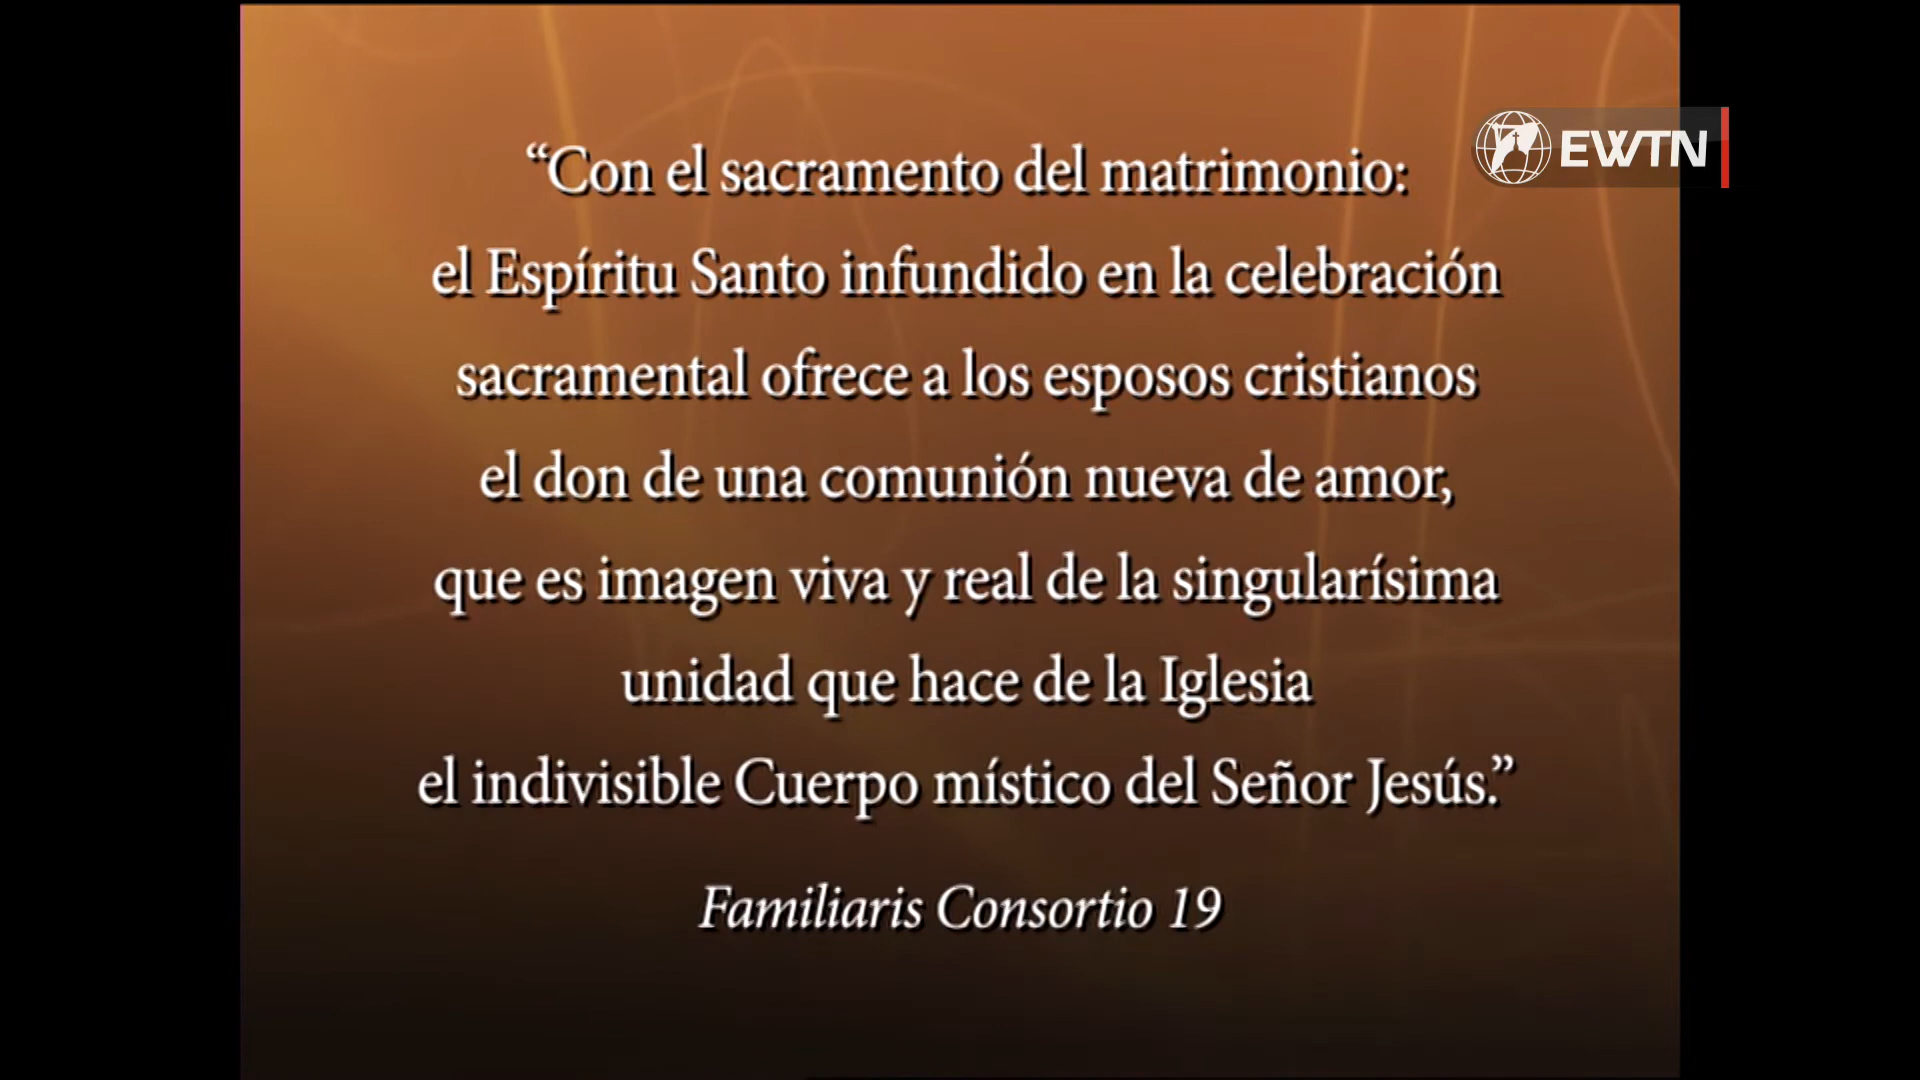 “Con el sacramento del matrimonio:
el Espíritu Santo infundido en la celebración
sacramental ofrece a los esposos cristianos
el don de una comunión nueva de amor,
que es imagen viva y real de la singularísima
unidad que hace de la Iglesia
el indivisible Cuerpo místico del Señor Jesús.”
Familiaris Consortio 19
EWTN